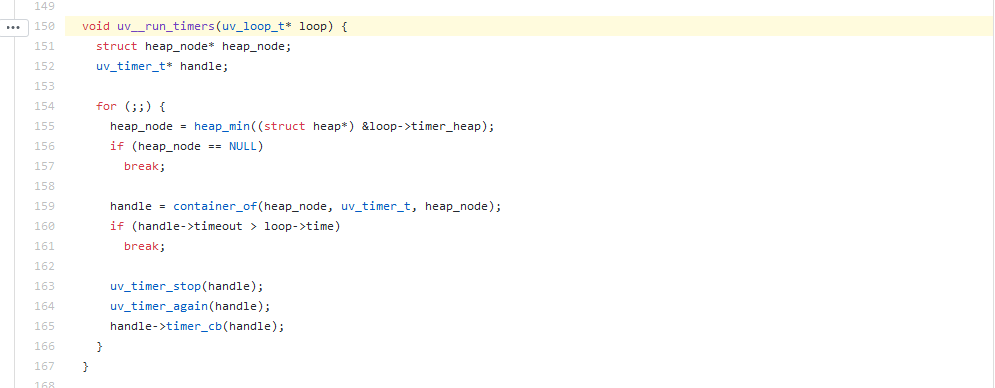 149
150 void uv__run_timers(uv_loop_t* loop) {
151 struct heap_node* heap_node;
152 uv_timer_t* handle;
153
154 for (;;) {
155 heap_node = heap_min((struct heap*) &loop->timer_heap);
156 if (heap_node == NULL)
157 break;
158
159 handle = container_of(heap_node, uv_timer_t, heap_node);
160 if (handle->timeout > loop->time)
161 break;
162
163 uv_timer_stop(handle);
164 uv_timer_again(handle);
165 handle->timer_cb(handle);
166 }
167 }
168